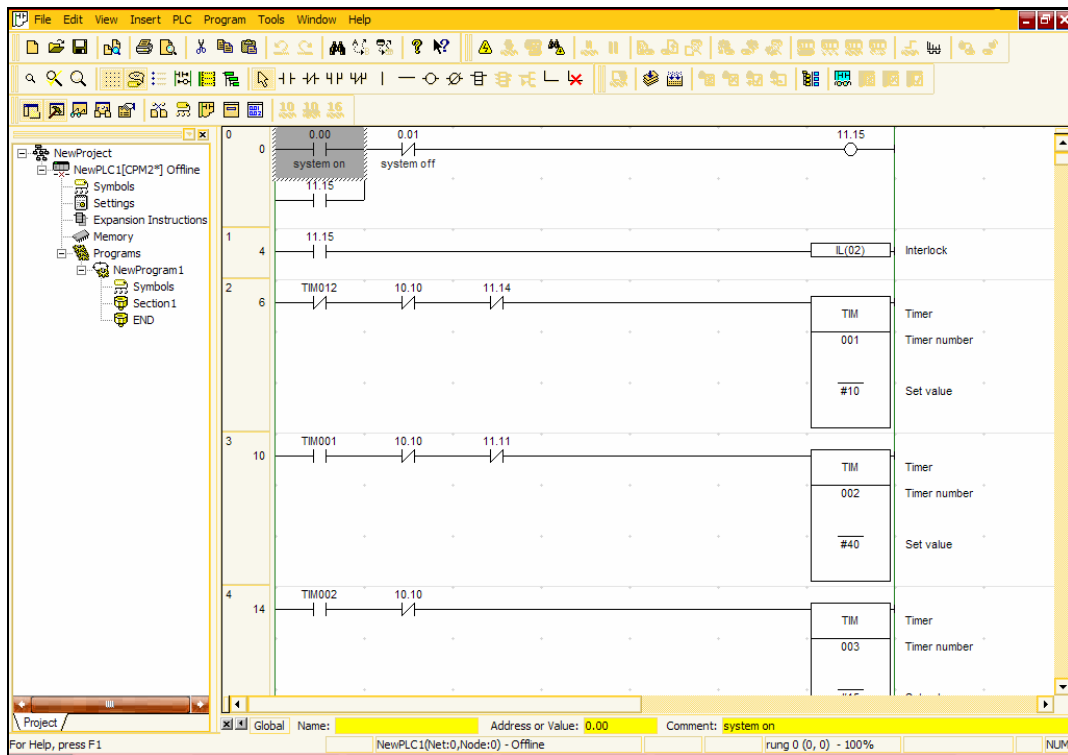 File Edit View Insert PLC Program Tools Window Help
10 10 16
NewProject
NewPLC1[CPM2*] Offline
Symbols
Settings
Expansion Instructions
Memory
Programs
NewProgram1
Symbols
Section1
END
Project
0
0
0.00
system on
0.01
system off
11.15
11.15
1
4
11.15
IL(02)
Interlock
2
6
TIM012
10.10
11.14
TIM
Timer
001
Timer number
#10
Set value
3
10
TIM001
10.10
11.11
TIM
Timer
002
Timer number
#40
Set value
4
14
TIM002
10.10
TIM
Timer
003
Timer number
Global Name: Address or Value: 0.00 Comment: system on
For Help, press F1 NewPLC1(Net:0,Node:0) - Offline rung 0 (0, 0) - 100% NUM